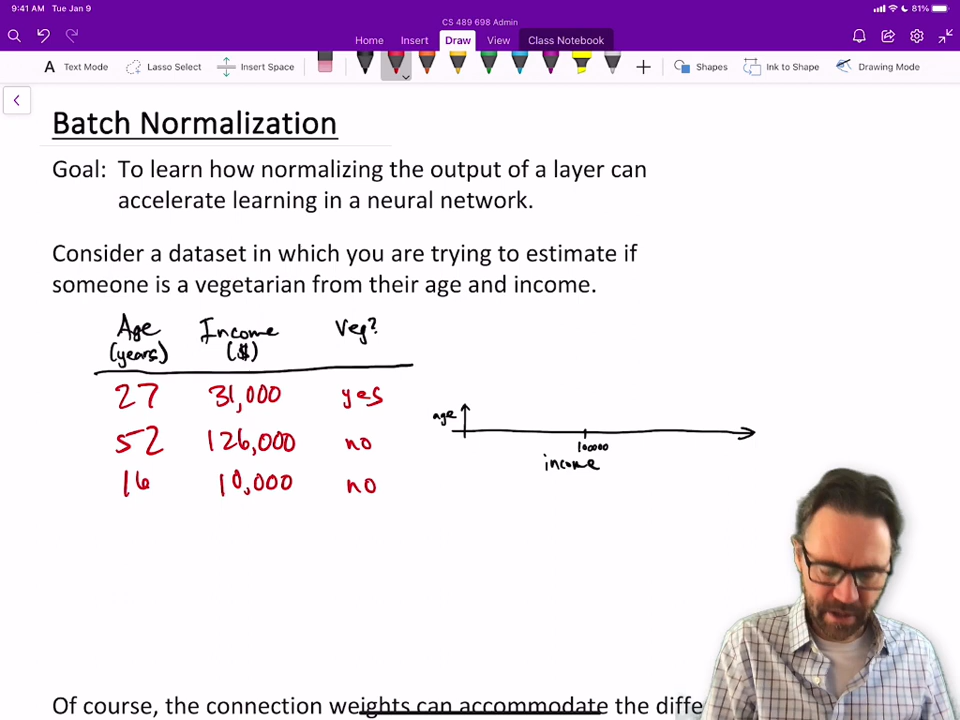 9:41 AM Tue Jan 9
81%
CS 489 698 Admin
Home Insert Draw View Class Notebook
Text Mode Lasso Select Insert Space Shapes Ink to Shape Drawing Mode
Batch Normalization
Goal: To learn how normalizing the output of a layer can
accelerate learning in a neural network.
Consider a dataset in which you are trying to estimate if
someone is a vegetarian from their age and income.
Age Income Veg?
(years) ($)
27 31,000 yes
age
52 126,000 no
100000
income
16 10,000 no
Of course, the connection weights can accommodate the diffe